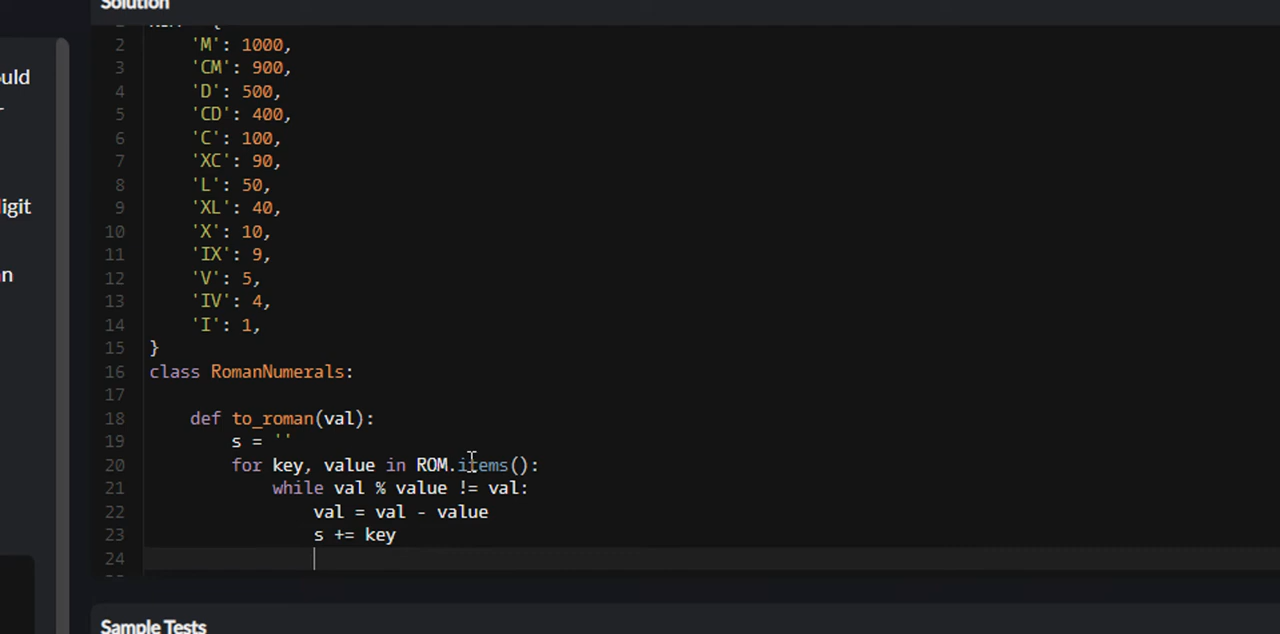 Solution
uld
r
igit
n
2 'M': 1000,
3 'CM': 900,
4 'D': 500,
5 'CD': 400,
6 'C': 100,
7 'XC': 90,
8 'L': 50,
9 'XL': 40,
10 'X': 10,
11 'IX': 9,
12 'V': 5,
13 'IV': 4,
14 'I': 1,
15 }
16 class RomanNumerals:
17
18 def to_roman(val):
19 s = ''
20 for key, value in ROM.items():
21 while val % value != val:
22 val = val - value
23 s += key
24
Sample Tests